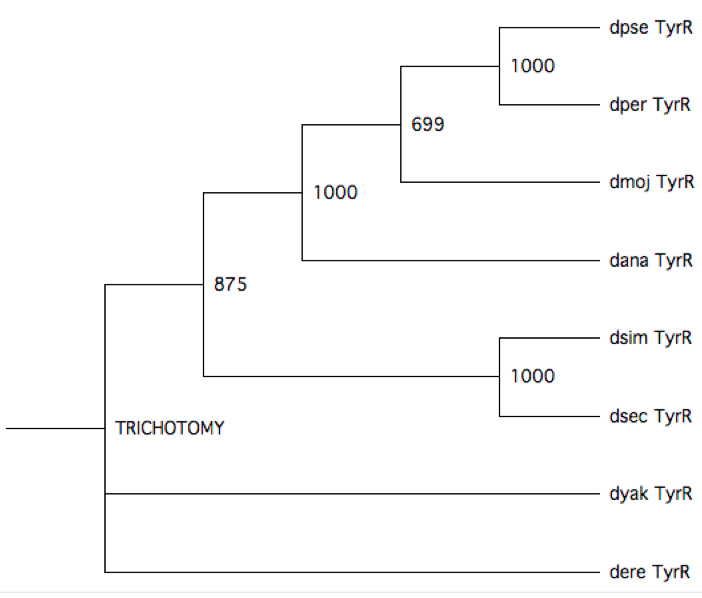 dpse TyrR
1000
dper TyrR
699
dmoj TyrR
1000
dana TyrR
875
dsim TyrR
1000
dsec TyrR
TRICHOTOMY
dyak TyrR
dere TyrR